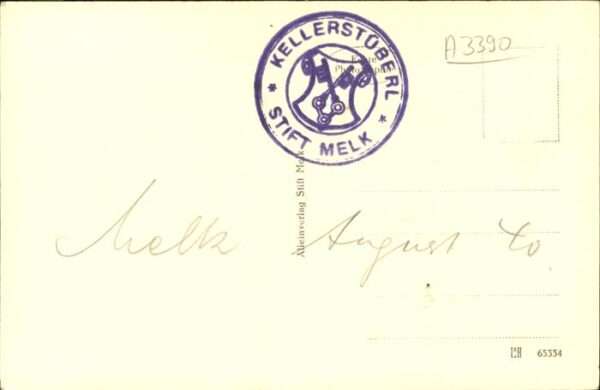 KELLERSTÜBERL
* STIFT MELK *
A3390
Alleinverlag Stift Melk
Melk August 40
65334